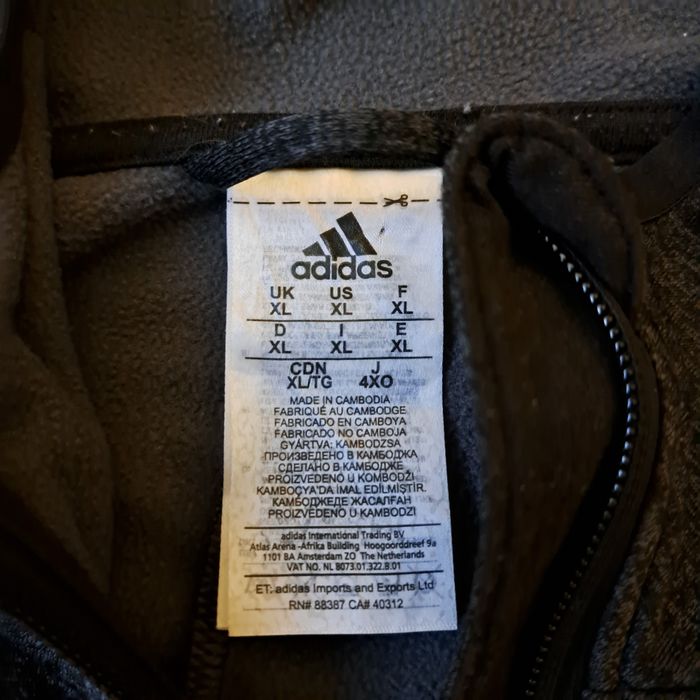 adidas
UK US F
XL XL XL
D I E
XL XL XL
CDN J
XL/TG 4XO
MADE IN CAMBODIA
FABRIQUÉ AU CAMBODGE
FABRICADO EN CAMBOYA
FABRICADO NO CAMBOJA
GYÁRTVA: KAMBODZSA
ПРОИЗВЕДЕНО В КАМБОДЖА
СДЕЛАНО В КАМБОДЖЕ
PROIZVEDENO U KOMBODŽI
KAMBOÇYA'DA İMAL EDİLMİŞTİR.
КАМБОДЖЕДЕ ЖАСАЛҒАН
PROIZVEDENO U KAMBODZI
adidas International Trading BV
Atlas Arena -Afrika Building Hoogoorddreef 9a
1101 BA Amsterdam ZO The Netherlands
VAT NO. NL 8073.01.322.B.01
ET: adidas Imports and Exports Ltd
RN# 88387 CA# 40312